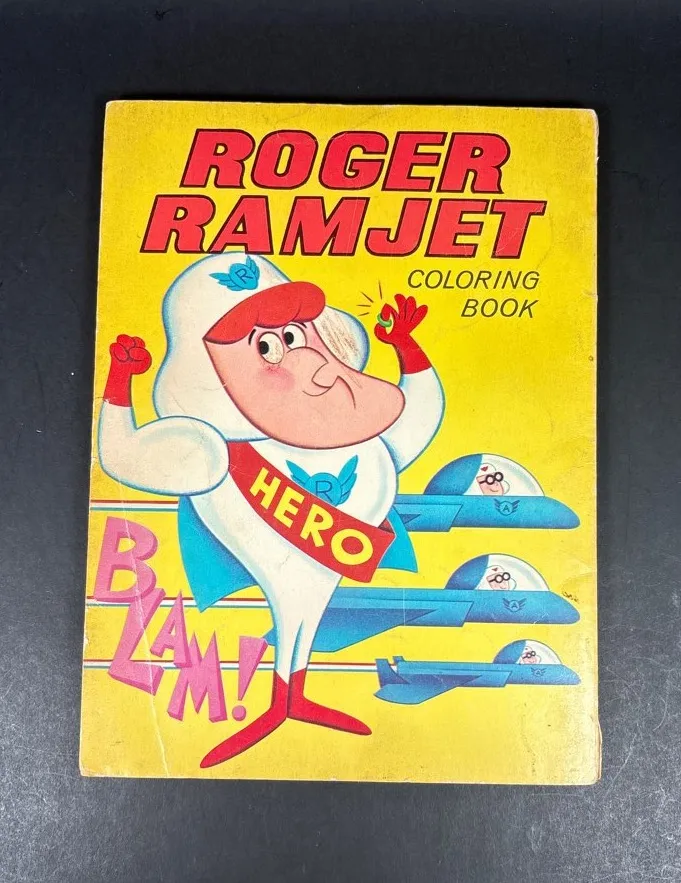 ROGER
RAMJET
COLORING
BOOK
R
R
HERO
A
A
A
BLAM!